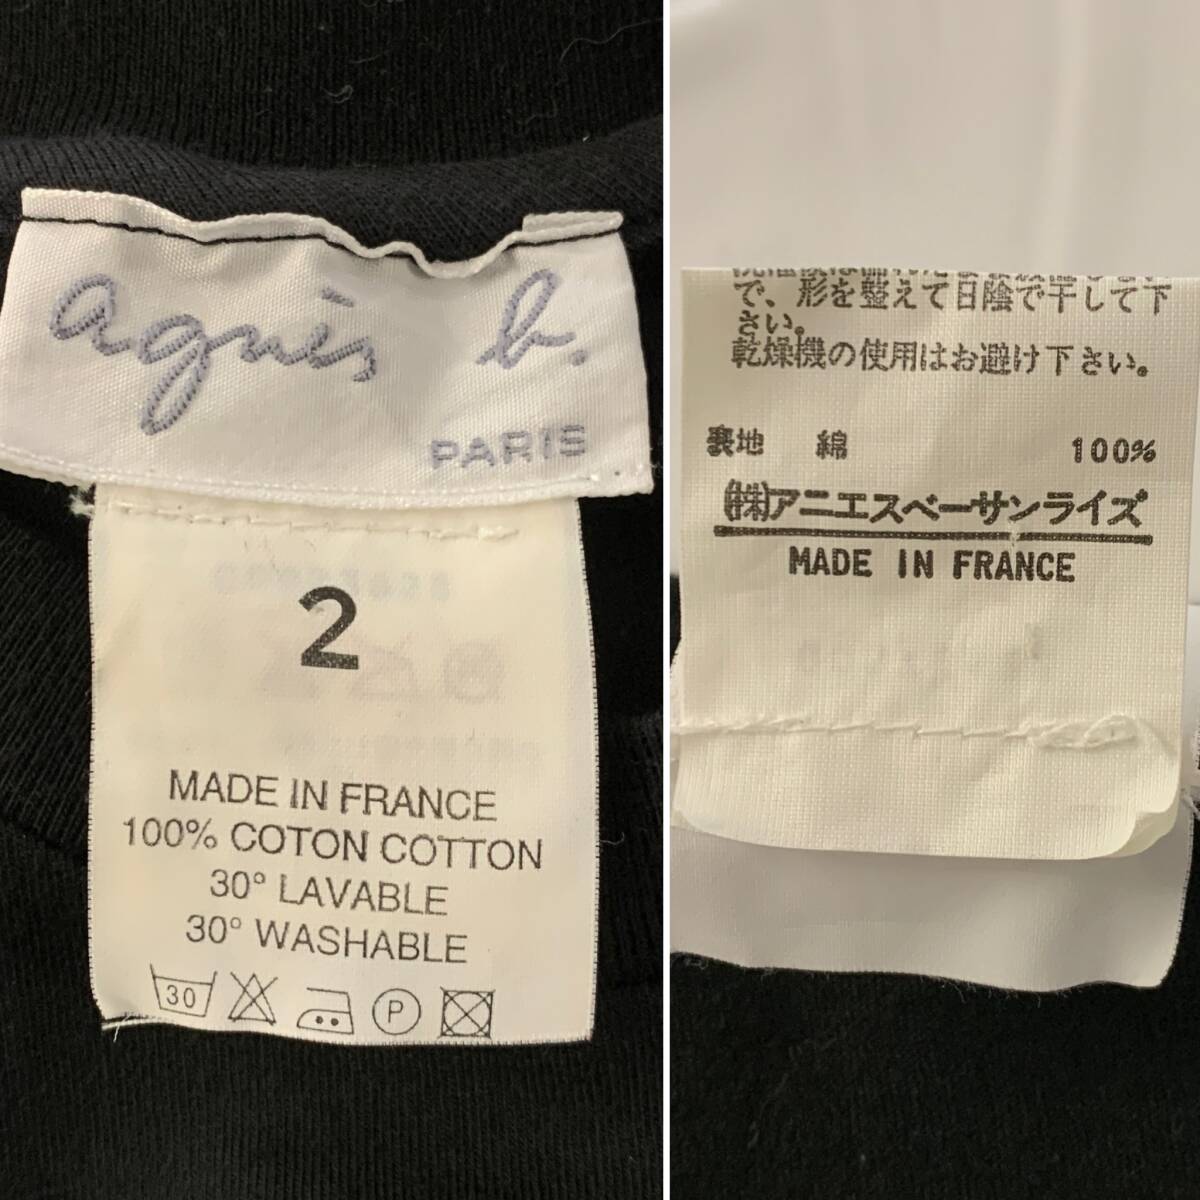 agnès b.
PARIS
2
MADE IN FRANCE
100% COTON COTTON
30° LAVABLE
30° WASHABLE
30
P
で、形を整えて日陰で干して下
さい。
乾燥機の使用はお避け下さい。
裏地 綿 100%
(株)アニエスベーサンライズ
MADE IN FRANCE